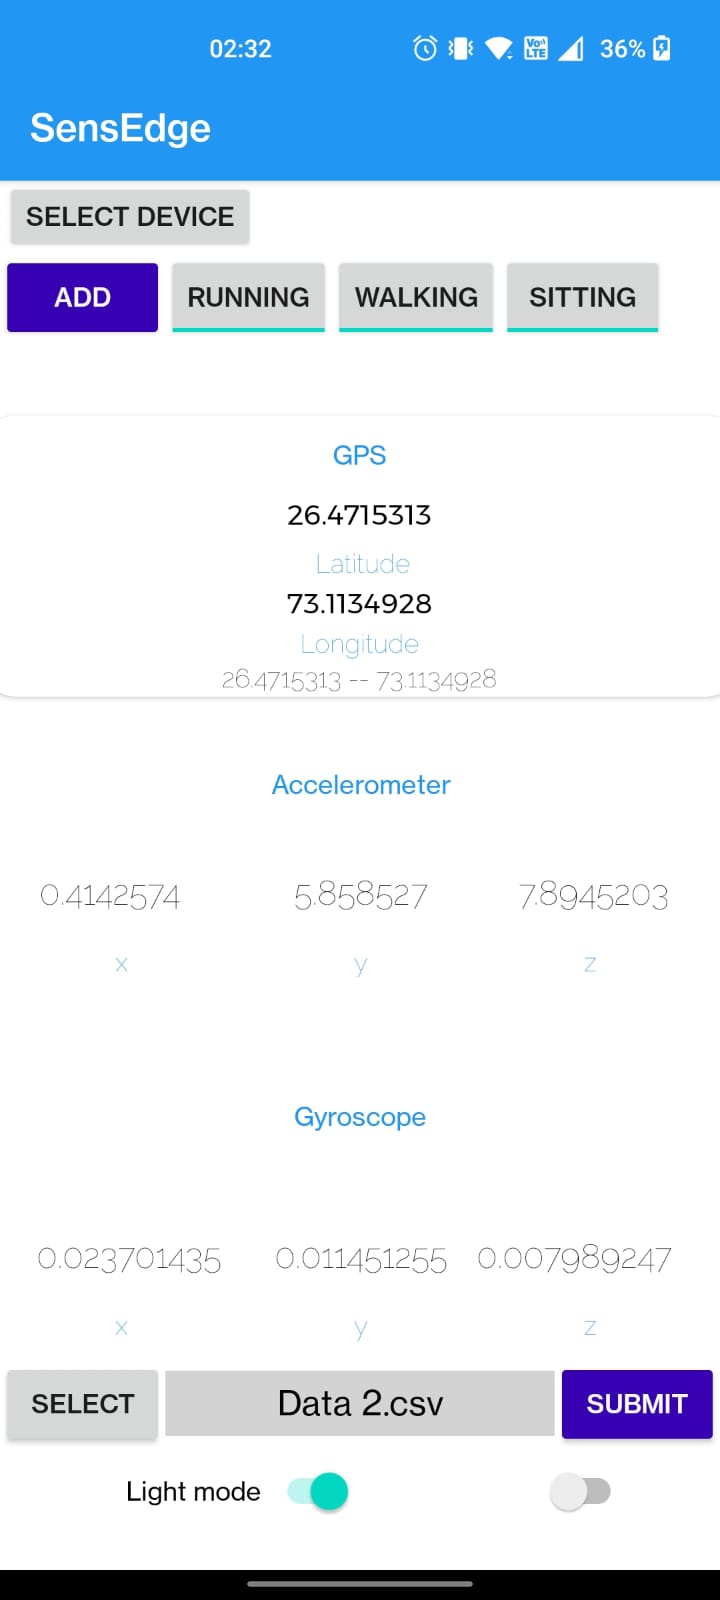 02:32 Vo)) LTE 36%
SensEdge
SELECT DEVICE
ADD RUNNING WALKING SITTING
GPS
26.4715313
Latitude
73.1134928
Longitude
26.4715313 -- 73.1134928
Accelerometer
0.4142574 5.858527 7.8945203
x y z
Gyroscope
0.023701435 0.011451255 0.007989247
x y z
SELECT Data 2.csv SUBMIT
Light mode